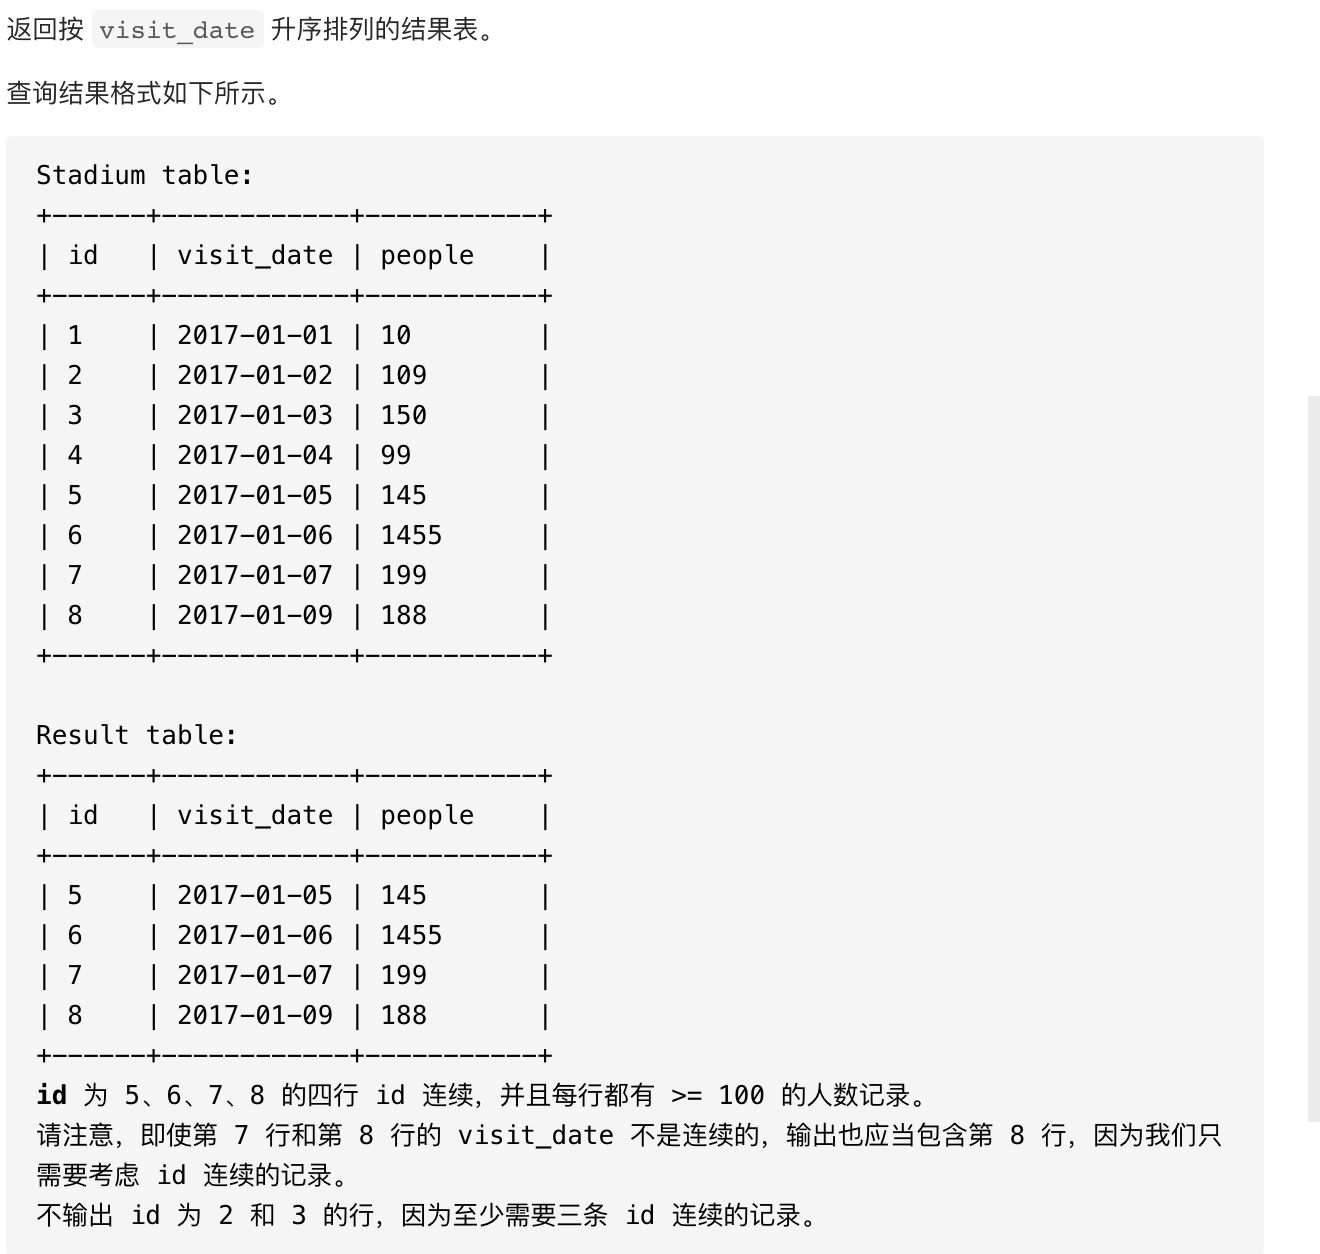 返回按 visit_date 升序排列的结果表。
查询结果格式如下所示。
Stadium table:
+------+------------+-----------+
| id   | visit_date | people    |
+------+------------+-----------+
| 1    | 2017-01-01 | 10        |
| 2    | 2017-01-02 | 109       |
| 3    | 2017-01-03 | 150       |
| 4    | 2017-01-04 | 99        |
| 5    | 2017-01-05 | 145       |
| 6    | 2017-01-06 | 1455      |
| 7    | 2017-01-07 | 199       |
| 8    | 2017-01-09 | 188       |
+------+------------+-----------+
Result table:
+------+------------+-----------+
| id   | visit_date | people    |
+------+------------+-----------+
| 5    | 2017-01-05 | 145       |
| 6    | 2017-01-06 | 1455      |
| 7    | 2017-01-07 | 199       |
| 8    | 2017-01-09 | 188       |
+------+------------+-----------+
id 为 5、6、7、8 的四行 id 连续，并且每行都有 >= 100 的人数记录。
请注意，即使第 7 行和第 8 行的 visit_date 不是连续的，输出也应当包含第 8 行，因为我们只
需要考虑 id 连续的记录。
不输出 id 为 2 和 3 的行，因为至少需要三条 id 连续的记录。